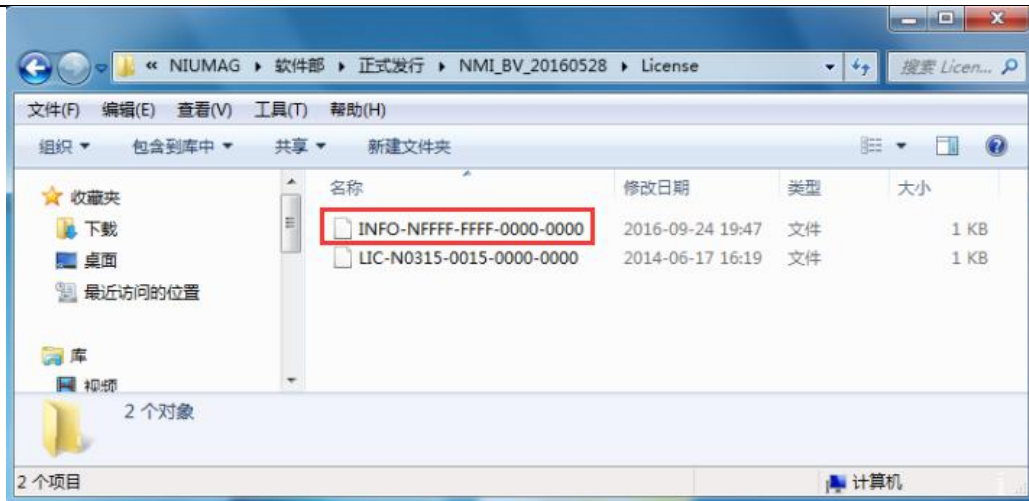 « NIUMAG ▸ 软件部 ▸ 正式发行 ▸ NMI_BV_20160528 ▸ License
搜索 Licen...
文件(F) 编辑(E) 查看(V) 工具(T) 帮助(H)
组织 包含到库中 共享 新建文件夹
收藏夹
下载
桌面
最近访问的位置
库
视频
名称 修改日期 类型 大小
INFO-NFFFF-FFFF-0000-0000 2016-09-24 19:47 文件 1 KB
LIC-N0315-0015-0000-0000 2014-06-17 16:19 文件 1 KB
2 个对象
2 个项目 计算机